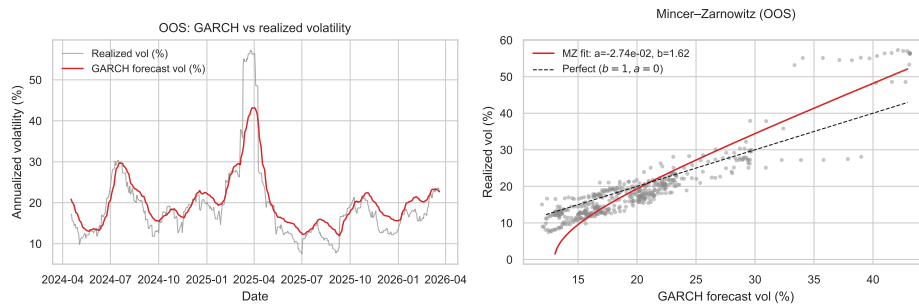 OOS: GARCH vs realized volatility
Realized vol (%)
GARCH forecast vol (%)
Annualized volatility (%)
50
40
30
20
10
2024-04 2024-07 2024-10 2025-01 2025-04 2025-07 2025-10 2026-01 2026-04
Date
Mincer–Zarnowitz (OOS)
MZ fit: a=-2.74e-02, b=1.62
Perfect (b = 1, a = 0)
Realized vol (%)
60
50
40
30
20
10
0
15 20 25 30 35 40
GARCH forecast vol (%)